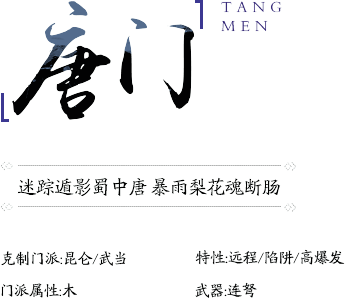 唐门
TANG
MEN
迷踪遁影蜀中唐 暴雨梨花魂断肠
克制门派:昆仑/武当
特性:远程/陷阱/高爆发
门派属性:木
武器:连弩